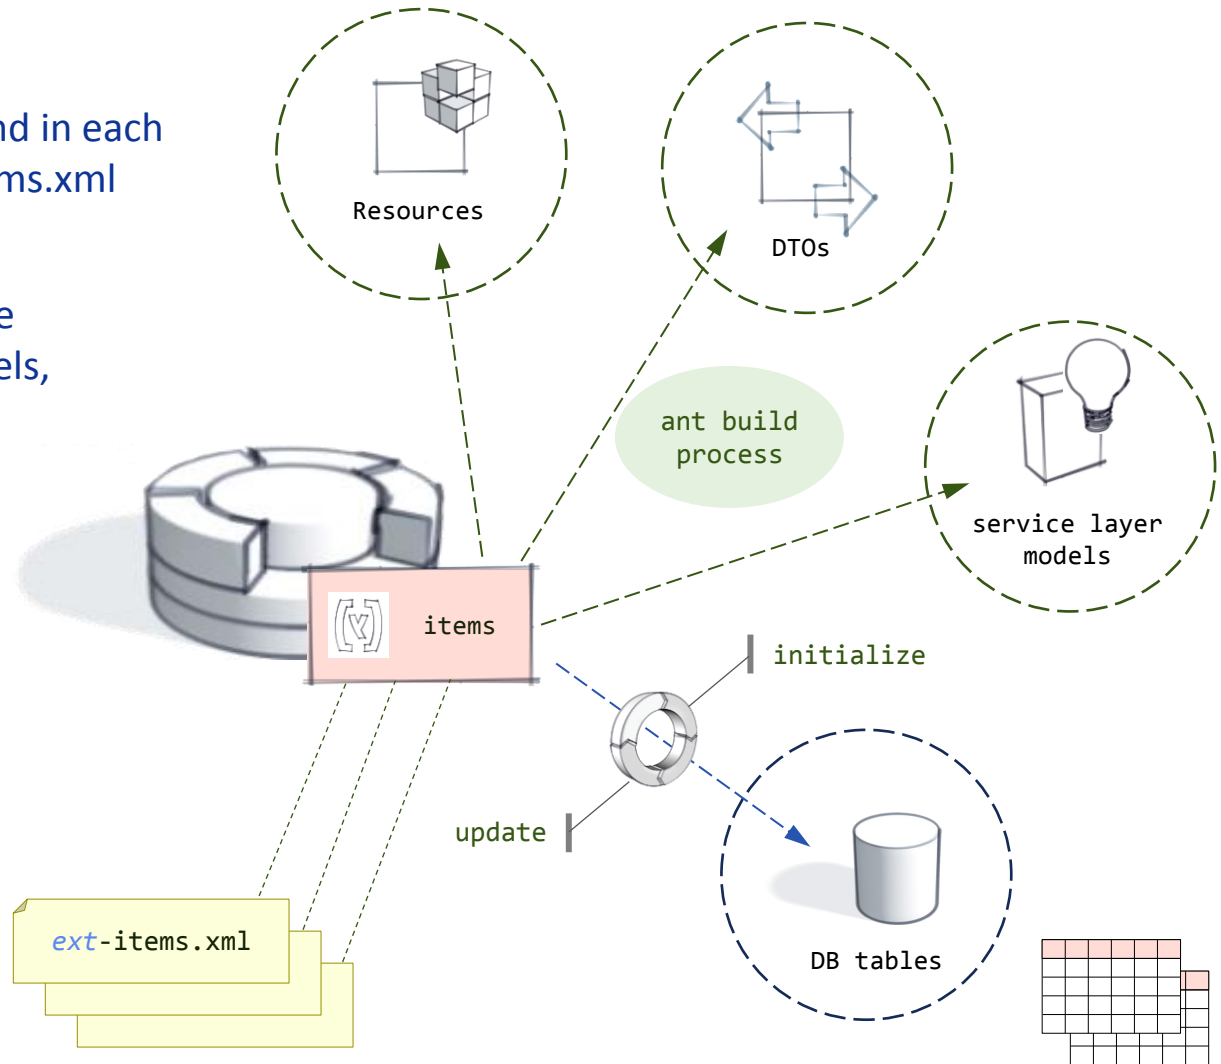 nd in each
ms.xml
e
els,
Resources
DTOs
ant build
process
service layer
models
items
initialize
update
ext-items.xml
DB tables